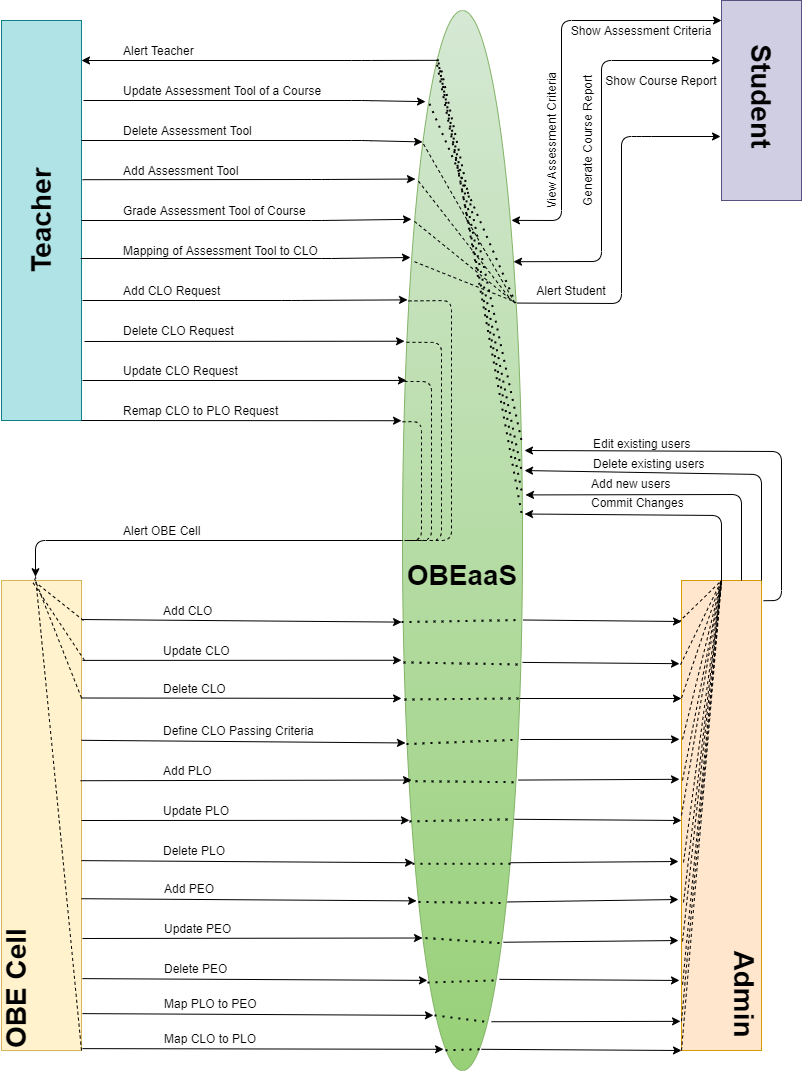 Teacher
Alert Teacher
Update Assessment Tool of a Course
Delete Assessment Tool
Add Assessment Tool
Grade Assessment Tool of Course
Mapping of Assessment Tool to CLO
Add CLO Request
Delete CLO Request
Update CLO Request
Remap CLO to PLO Request
Alert OBE Cell
Show Assessment Criteria
Show Course Report
View Assessment Criteria
Generate Course Report
Alert Student
Student
Edit existing users
Delete existing users
Add new users
Commit Changes
OBEaaS
Add CLO
Update CLO
Delete CLO
Define CLO Passing Criteria
Add PLO
Update PLO
Delete PLO
Add PEO
Update PEO
Delete PEO
Map PLO to PEO
Map CLO to PLO
OBE Cell
Admin